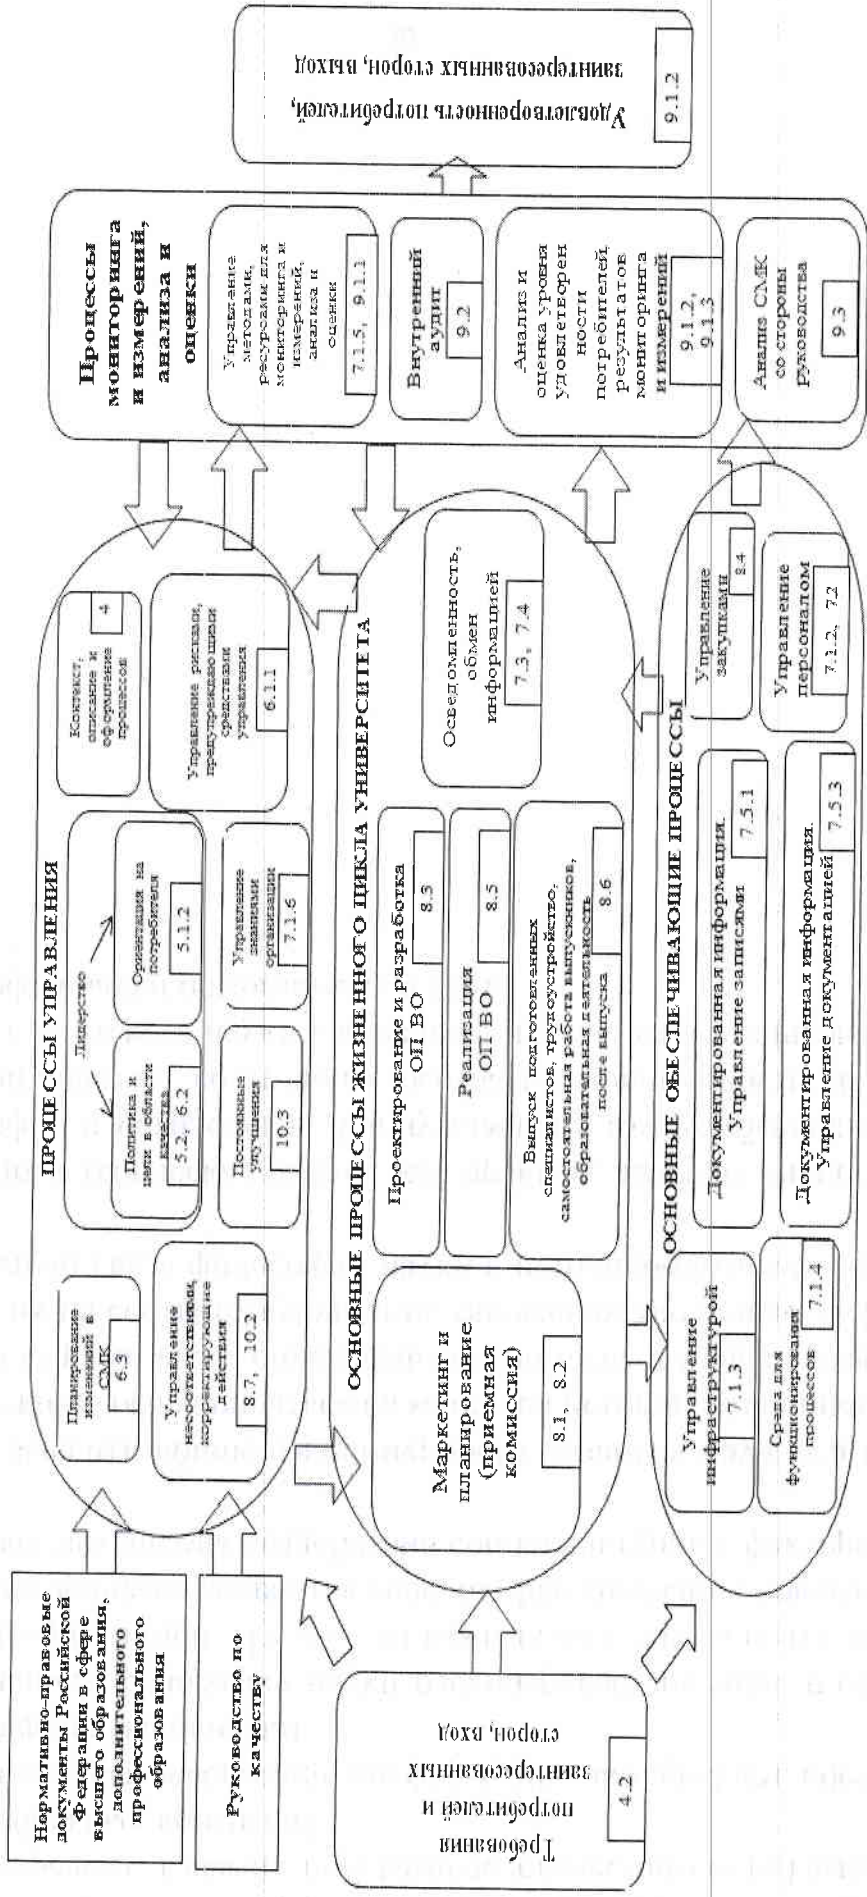 Нормативно-правовые
документы Российской
Федерации в сфере
высшего образования,
дополнительного
профессионального
образования
Руководство по
качеству
Требования
потребителей и
заинтересованных
сторон, вход
4.2
ПРОЦЕССЫ УПРАВЛЕНИЯ
Планирование
изменений в
СМК
6.3
Управление
несоответствиями,
корректирующие
действия
8.7, 10.2
Лидерство
Политика и
цели в области
качества
5.2, 6.2
Ориентация на
потребителя
5.1.2
Постоянные
улучшения
10.3
Управление
знаниями
организации
7.1.6
Контекст,
описание и
оформление
процессов
4
Управление рисками,
предупреждающими
средствами
управления
6.1.1
ОСНОВНЫЕ ПРОЦЕССЫ ЖИЗНЕННОГО ЦИКЛА УНИВЕРСИТЕТА
Маркетинг и
планирование
(приемная
комиссия)
8.1, 8.2
Проектирование и разработка
ОП ВО
8.3
Реализация
ОП ВО
8.5
Выпуск подготовленных
специалистов, трудоустройство,
самостоятельная работа выпускников,
образовательная деятельность
после выпуска
8.6
Осведомленность,
обмен
информацией
7.3, 7.4
ОСНОВНЫЕ ОБЕСПЕЧИВАЮЩИЕ ПРОЦЕССЫ
Управление
инфраструктурой
7.1.3
Среда для
функционирования
процессов
7.1.4
Документированная информация.
Управление записями
7.5.1
Документированная информация.
Управление документацией
7.5.3
Управление
закупками
8.4
Управление
персоналом
7.1.2, 7.2
Процессы
мониторинга
и измерений,
анализа и
оценки
Управление
методами,
ресурсами для
мониторинга и
измерений,
анализа и
оценки
7.1.5, 9.1.1
Внутренний
аудит
9.2
Анализ и
оценка уровня
удовлетворен
ности
потребителей,
результатов
мониторинга
и измерений
9.1.2,
9.1.3
Анализ СМК
со стороны
руководства
9.3
Удовлетворенность потребителей,
заинтересованных сторон, выход
9.1.2